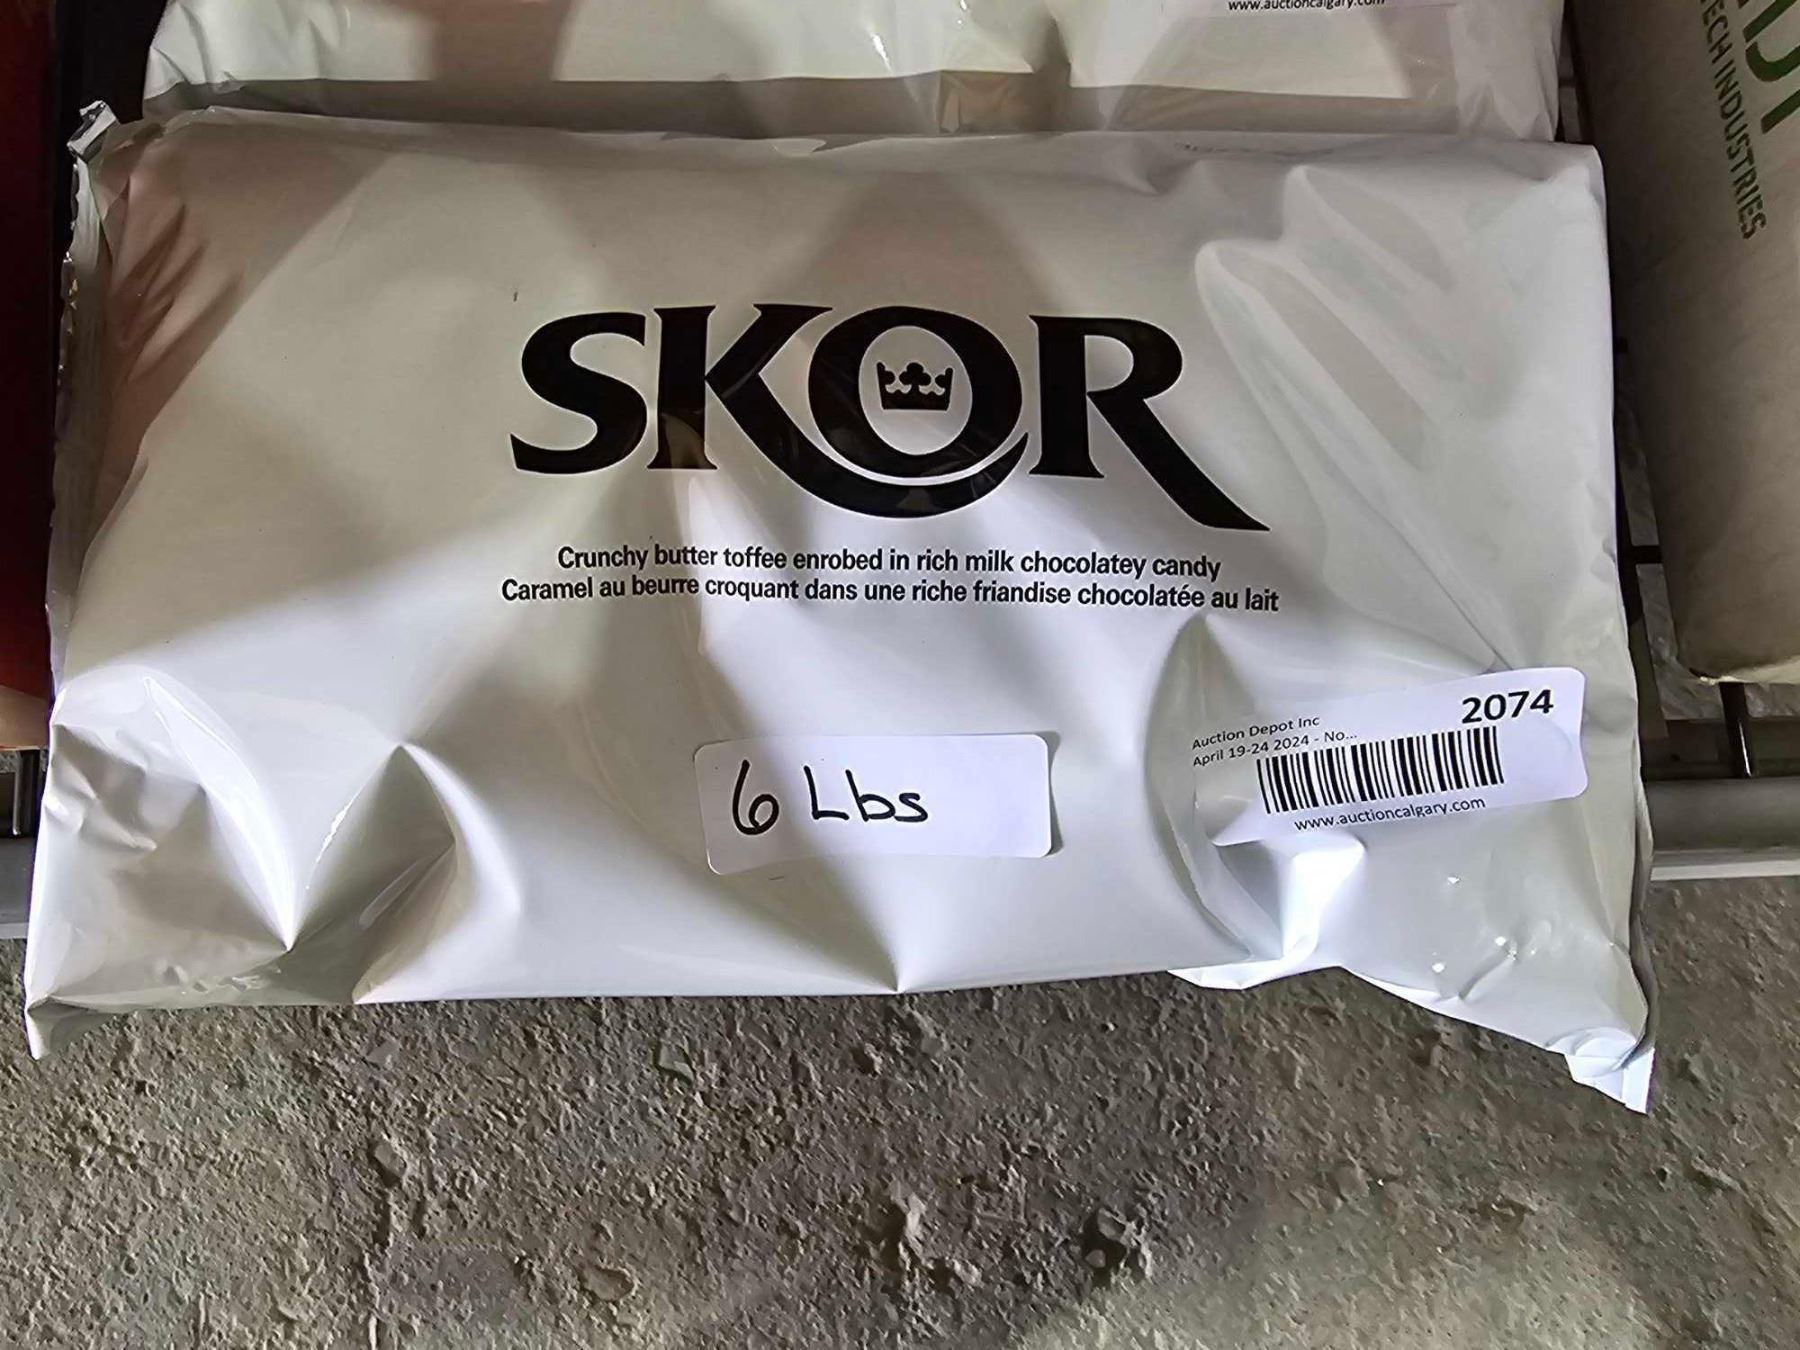 www.auctioncalgary.com
TECH INDUSTRIES
SKOR
Crunchy butter toffee enrobed in rich milk chocolatey candy
Caramel au beurre croquant dans une riche friandise chocolatée au lait
6 Lbs
2074
Auction Depot Inc
April 19-24 2024 - No...
www.auctioncalgary.com